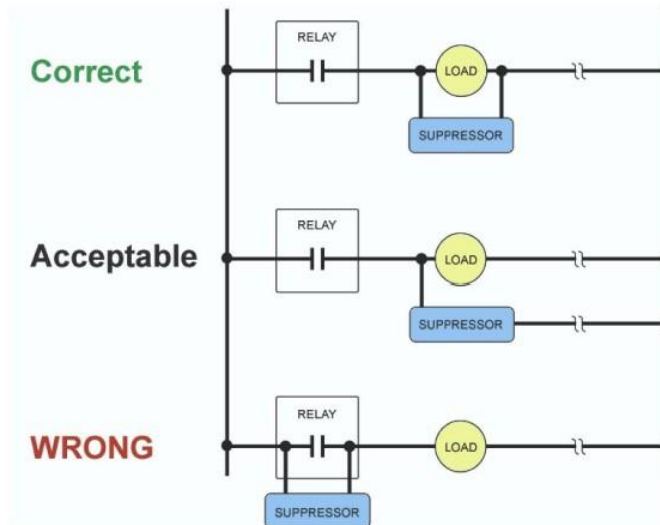 RELAY
Correct
LOAD
SUPPRESSOR
RELAY
Acceptable
LOAD
SUPPRESSOR
RELAY
WRONG
LOAD
SUPPRESSOR